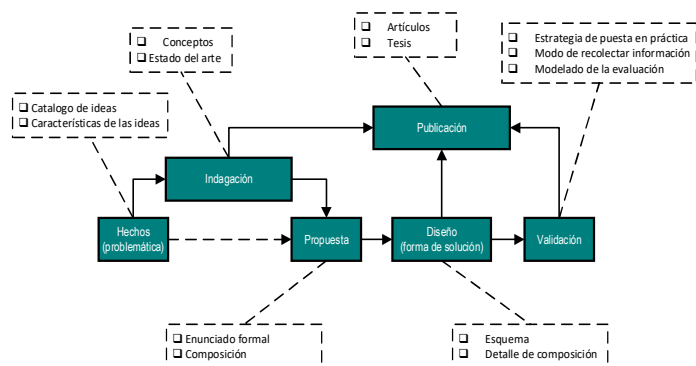 ❑ Artículos
❑ Tesis
❑ Conceptos
❑ Estado del arte
❑ Estrategia de puesta en práctica
❑ Modo de recolectar información
❑ Modelado de la evaluación
❑ Catalogo de ideas
❑ Características de las ideas
Publicación
Indagación
Hechos
(problemática)
Propuesta
Diseño
(forma de solución)
Validación
❑ Enunciado formal
❑ Composición
❑ Esquema
❑ Detalle de composición